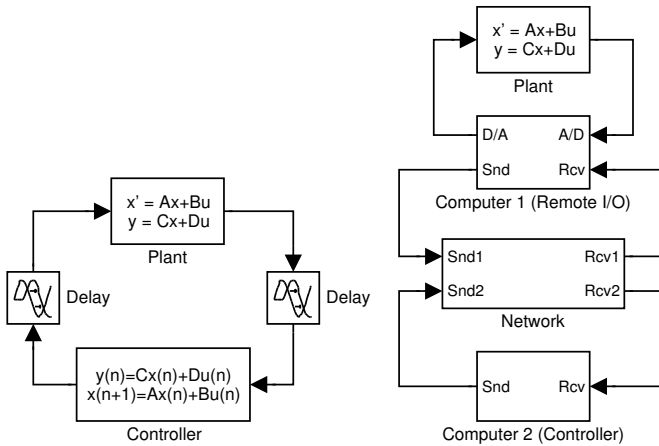 x' = Ax+Bu
y = Cx+Du
Plant
Delay
Delay
y(n)=Cx(n)+Du(n)
x(n+1)=Ax(n)+Bu(n)
Controller
x' = Ax+Bu
y = Cx+Du
Plant
D/A A/D
Snd Rcv
Computer 1 (Remote I/O)
Snd1 Rcv1
Snd2 Rcv2
Network
Snd Rcv
Computer 2 (Controller)